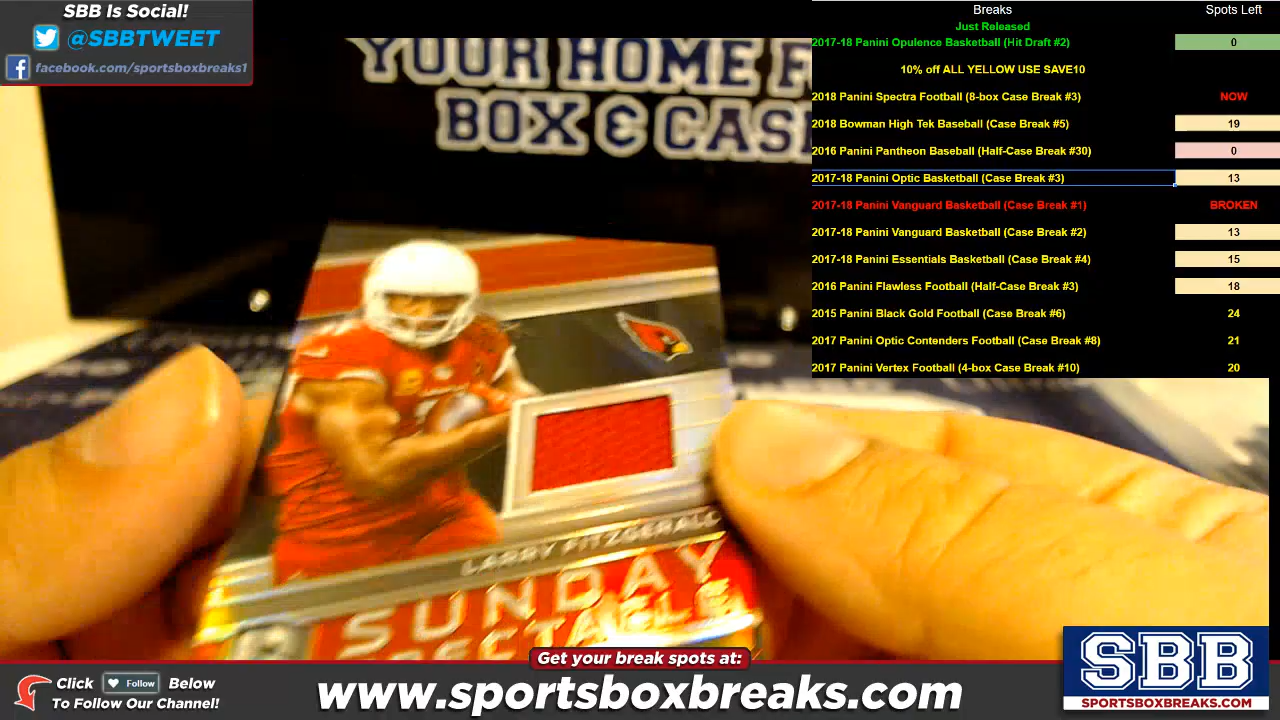 SBB Is Social!
@SBBTWEET
facebook.com/sportsboxbreaks1
YOUR HOME F
BOX & CAS
Breaks Spots Left
Just Released
2017-18 Panini Opulence Basketball (Hit Draft #2) 0
10% off ALL YELLOW USE SAVE10
2018 Panini Spectra Football (8-box Case Break #3) NOW
2018 Bowman High Tek Baseball (Case Break #5) 19
2016 Panini Pantheon Baseball (Half-Case Break #30) 0
2017-18 Panini Optic Basketball (Case Break #3) 13
2017-18 Panini Vanguard Basketball (Case Break #1) BROKEN
2017-18 Panini Vanguard Basketball (Case Break #2) 13
2017-18 Panini Essentials Basketball (Case Break #4) 15
2016 Panini Flawless Football (Half-Case Break #3) 18
2015 Panini Black Gold Football (Case Break #6) 24
2017 Panini Optic Contenders Football (Case Break #8) 21
2017 Panini Vertex Football (4-box Case Break #10) 20
LARRY FITZGERALD
SUNDAY
SPECTACLE
Get your break spots at:
Click Follow Below
To Follow Our Channel!
www.sportsboxbreaks.com
SBB
SPORTSBOXBREAKS.COM